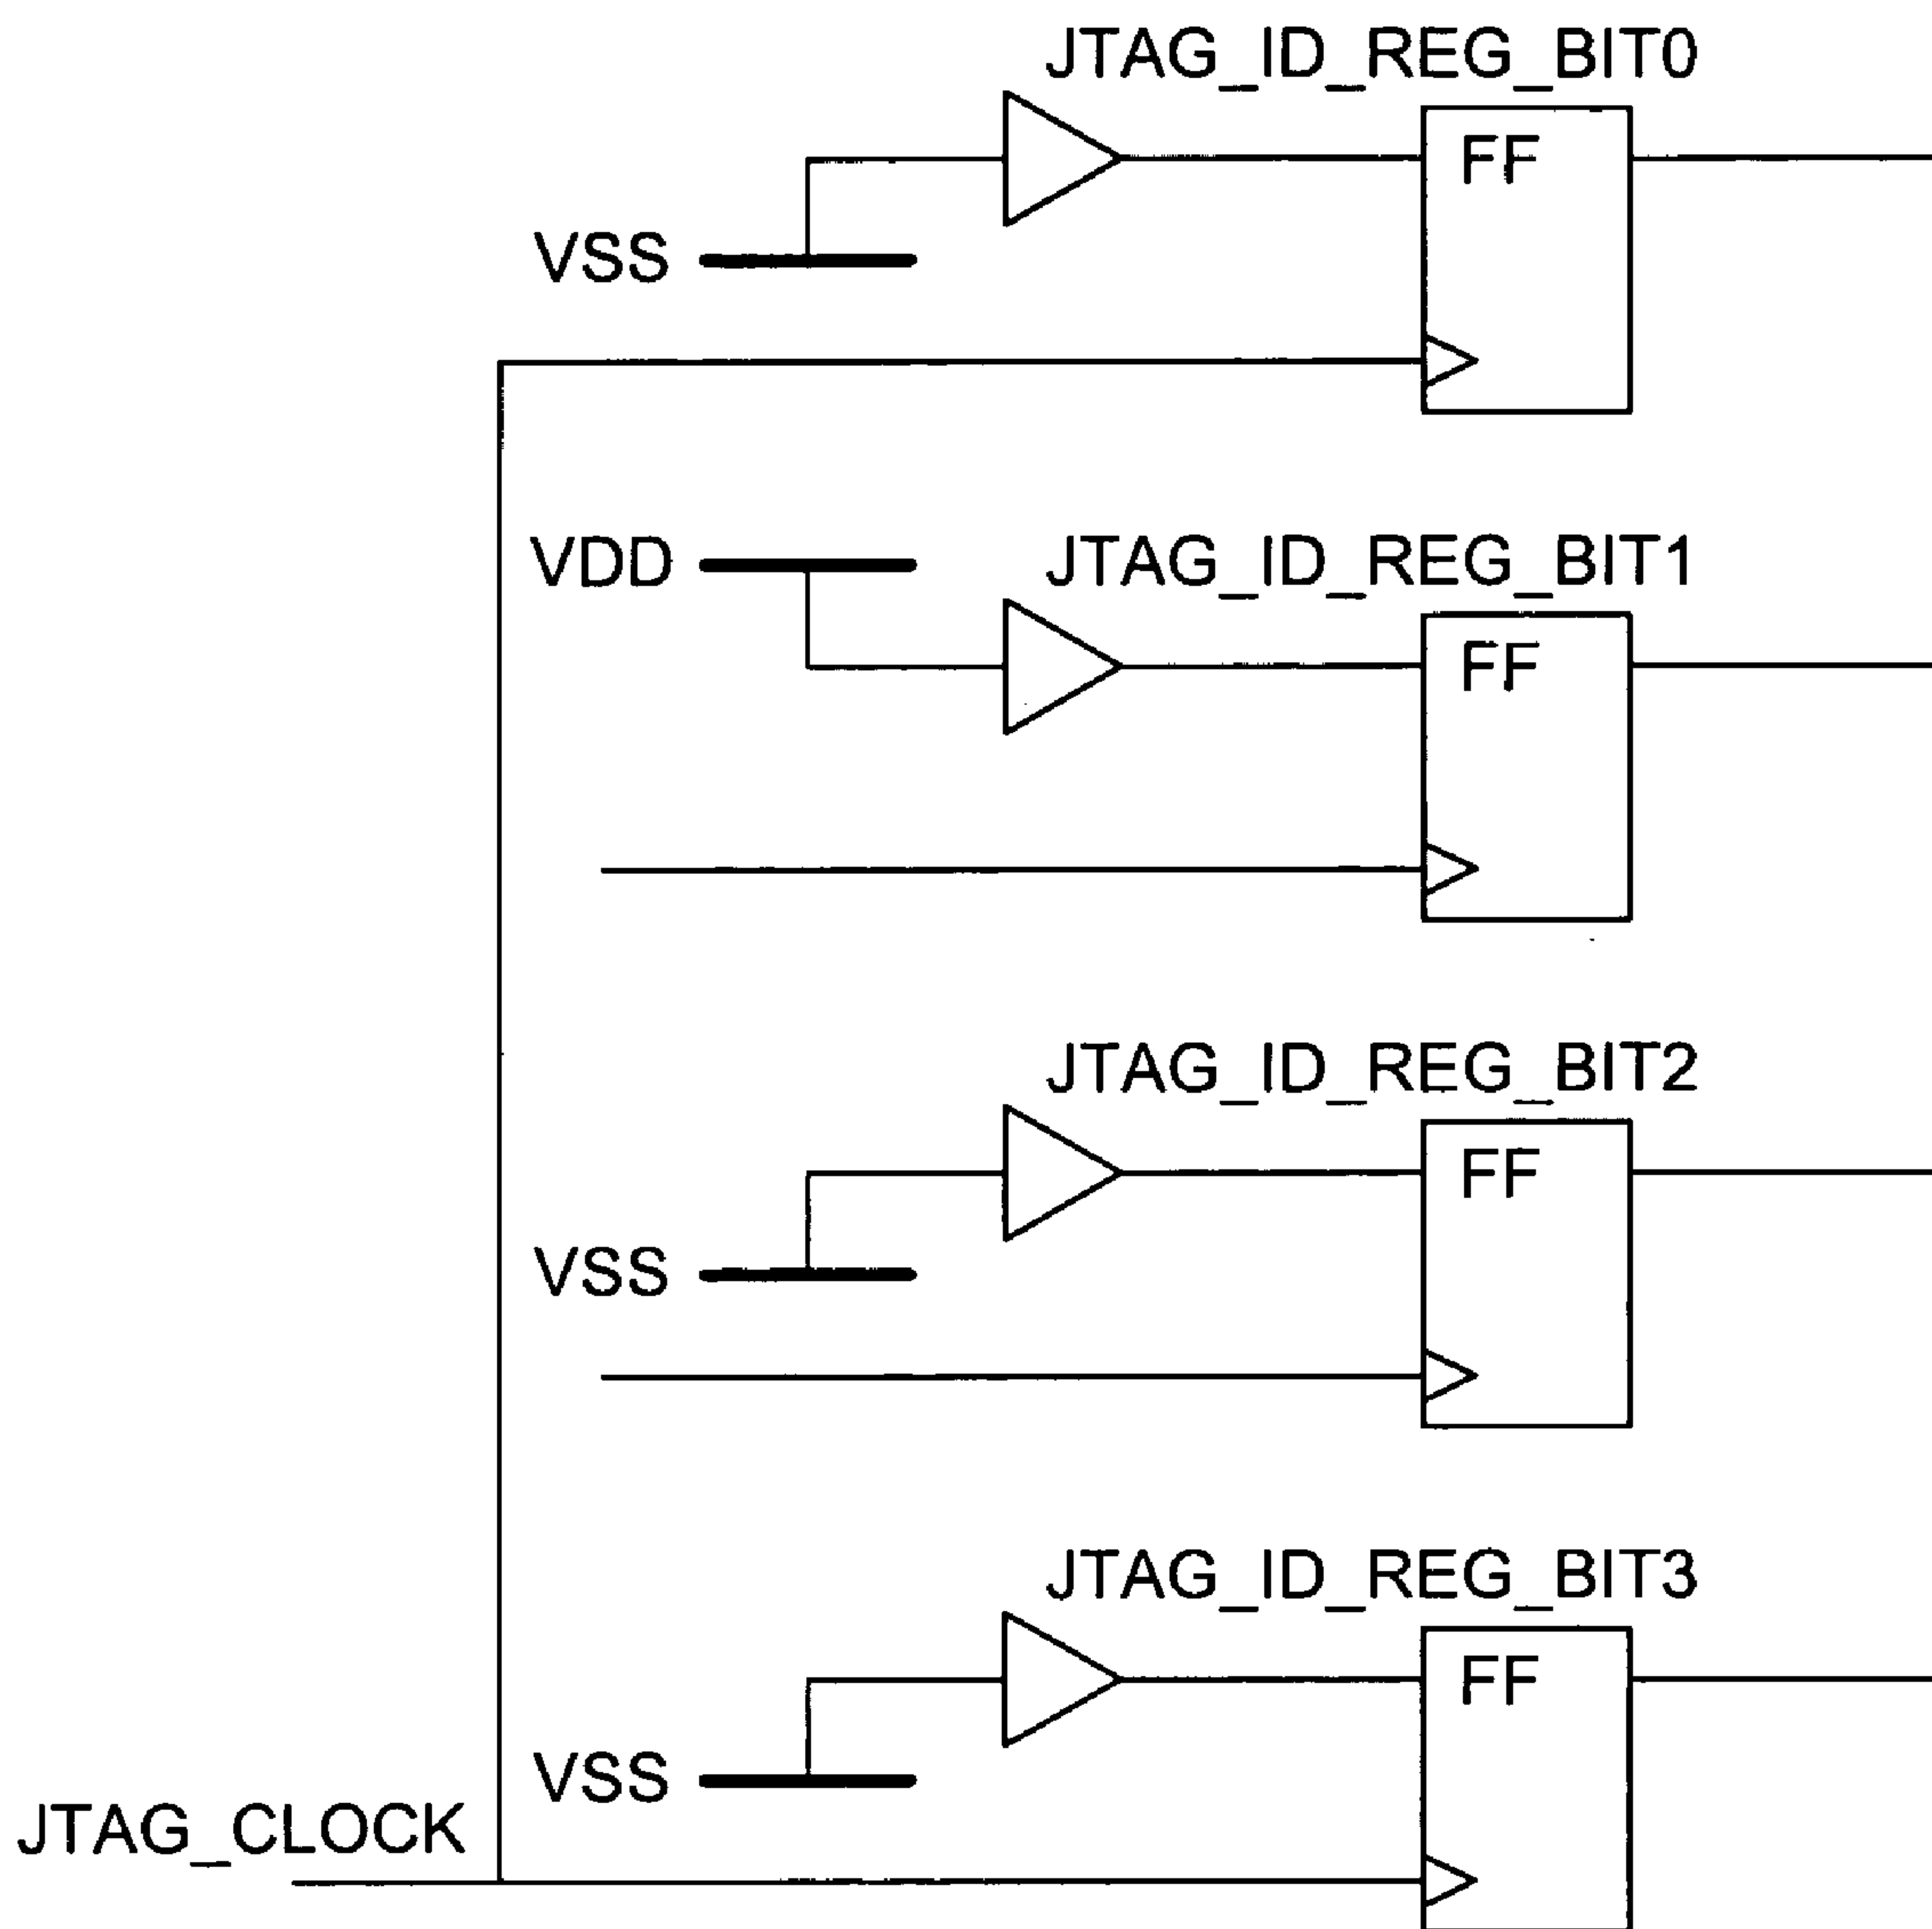 JTAG_ID_REG_BIT0
FF
VSS
VDD
JTAG_ID_REG_BIT1
FF
JTAG_ID_REG_BIT2
FF
VSS
JTAG_ID_REG_BIT3
FF
VSS
JTAG_CLOCK